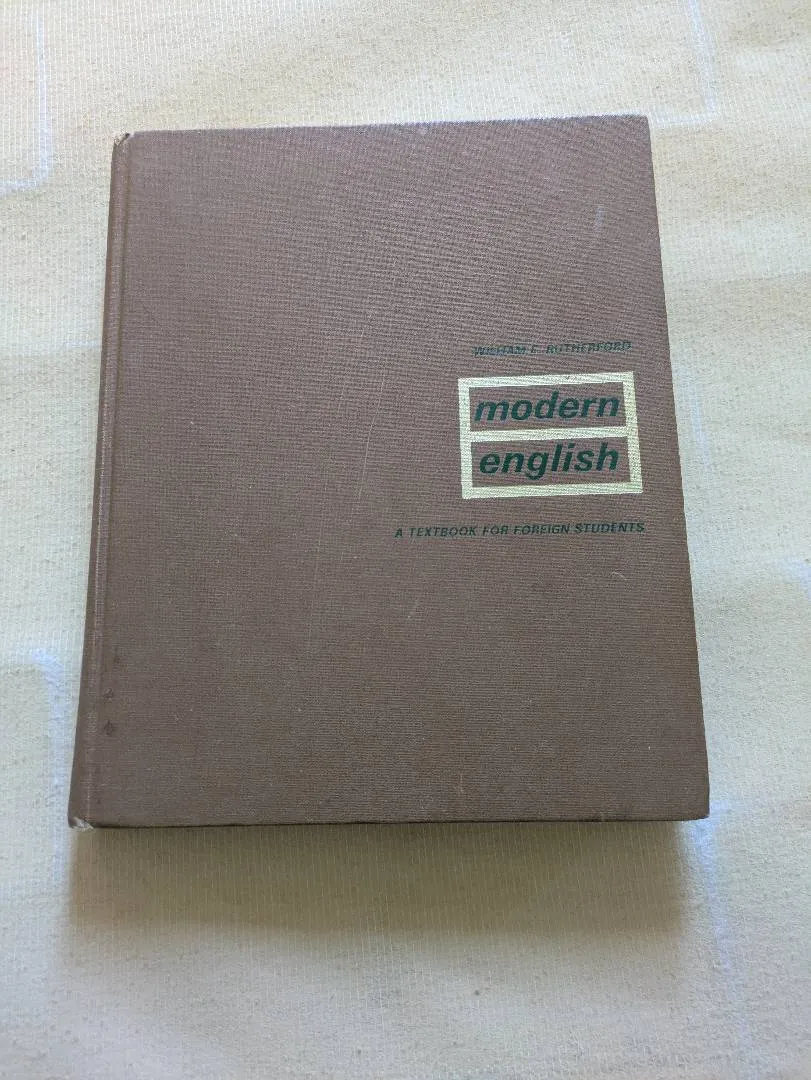 WILLIAM E. RUTHERFORD
modern
english
A TEXTBOOK FOR FOREIGN STUDENTS